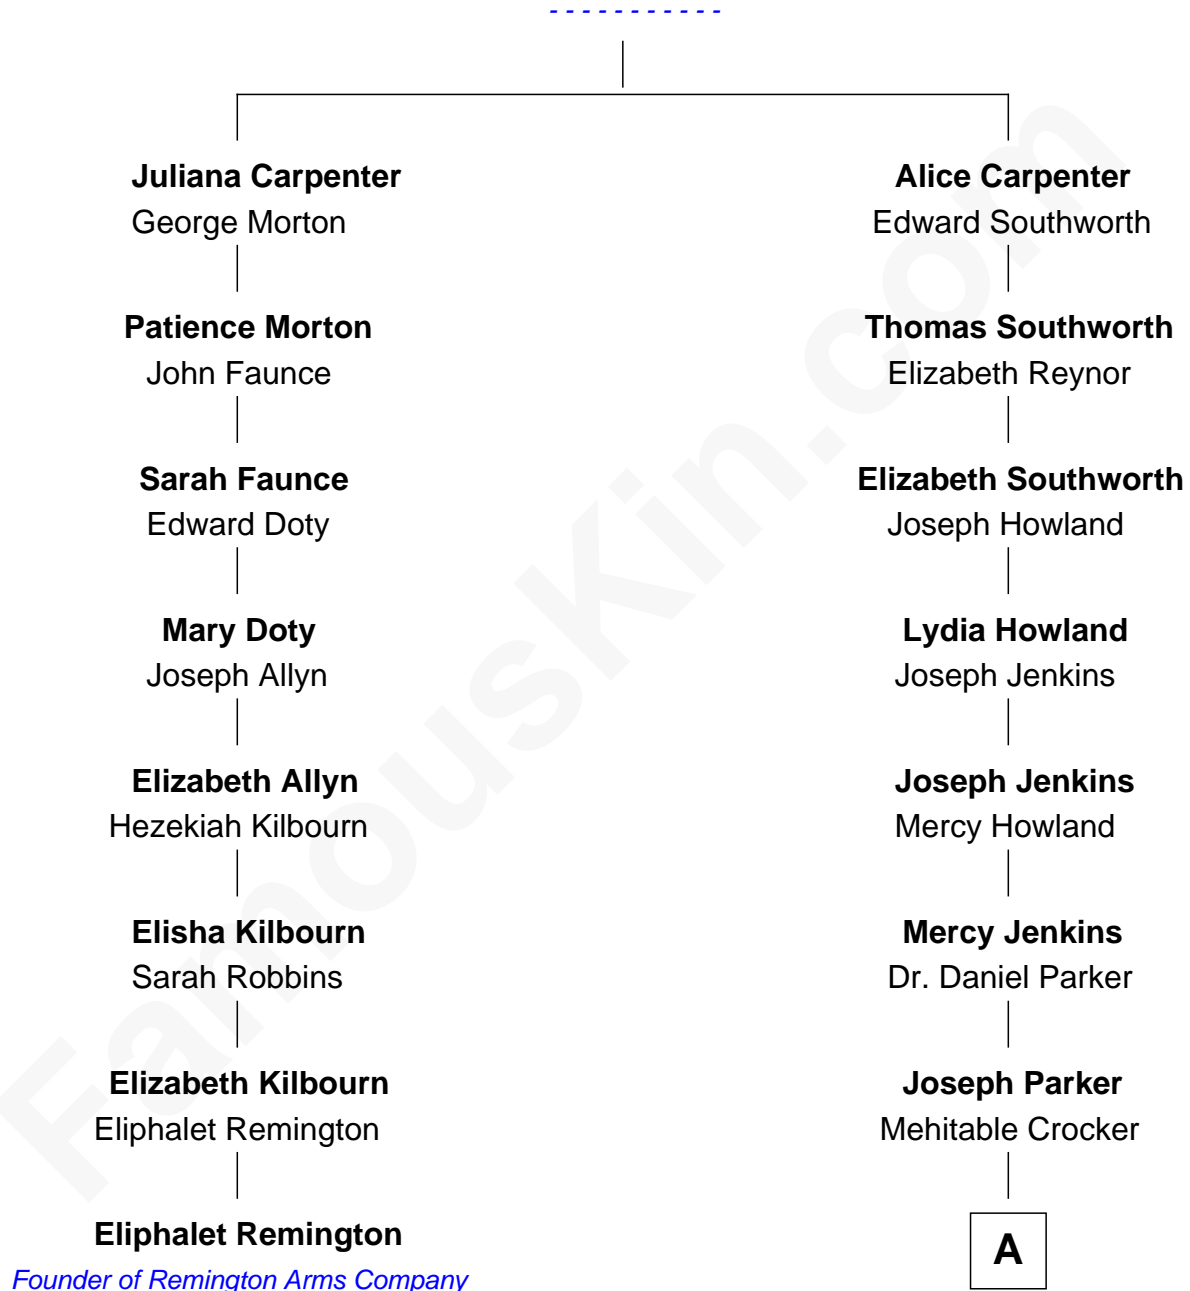 - - - - - - - - - - -
Juliana Carpenter
George Morton
Alice Carpenter
Edward Southworth
Patience Morton
John Faunce
Thomas Southworth
Elizabeth Reynor
Sarah Faunce
Edward Doty
Elizabeth Southworth
Joseph Howland
Mary Doty
Joseph Allyn
Lydia Howland
Joseph Jenkins
Elizabeth Allyn
Hezekiah Kilbourn
Joseph Jenkins
Mercy Howland
Elisha Kilbourn
Sarah Robbins
Mercy Jenkins
Dr. Daniel Parker
Elizabeth Kilbourn
Eliphalet Remington
Joseph Parker
Mehitable Crocker
Eliphalet Remington
Founder of Remington Arms Company
A
FamousKin.com